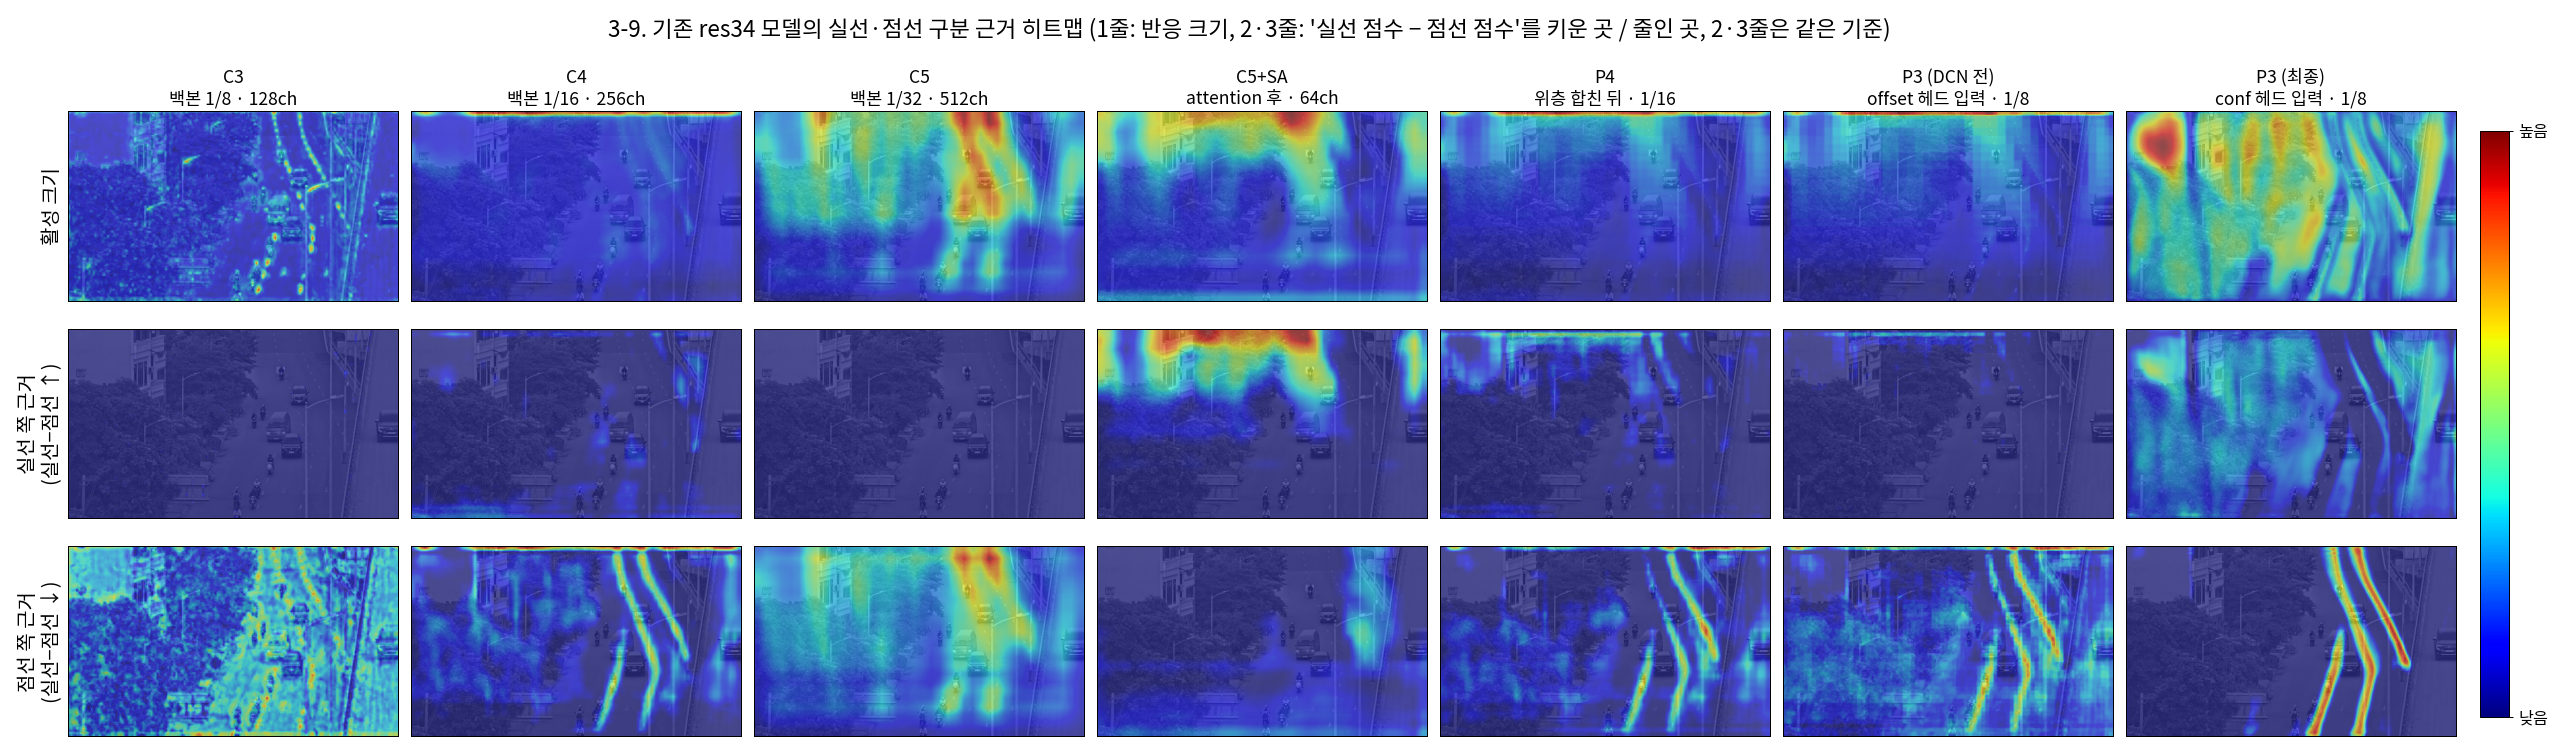 3-9. 기존 res34 모델의 실선·점선 구분 근거 히트맵 (1줄: 반응 크기, 2·3줄: '실선 점수 − 점선 점수'를 키운 곳 / 줄인 곳, 2·3줄은 같은 기준)
C3
백본 1/8 · 128ch
C4
백본 1/16 · 256ch
C5
백본 1/32 · 512ch
C5+SA
attention 후 · 64ch
P4
위층 합친 뒤 · 1/16
P3 (DCN 전)
offset 헤드 입력 · 1/8
P3 (최종)
conf 헤드 입력 · 1/8
활성 크기
실선 쪽 근거
(실선−점선 ↑)
점선 쪽 근거
(실선−점선 ↓)
높음
낮음